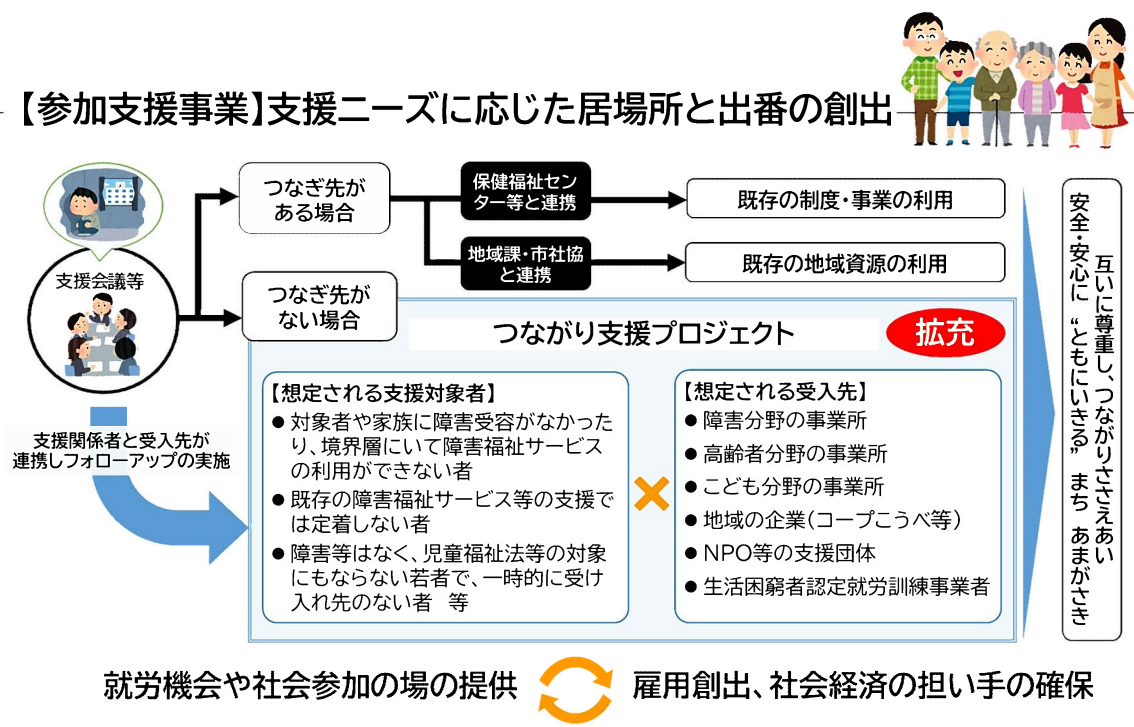 【参加支援事業】支援ニーズに応じた居場所と出番の創出
支援会議等
つなぎ先が
ある場合
保健福祉セン
ター等と連携
既存の制度・事業の利用
地域課・市社協
と連携
既存の地域資源の利用
つなぎ先が
ない場合
つながり支援プロジェクト
拡充
支援関係者と受入先が
連携しフォローアップの実施
【想定される支援対象者】
● 対象者や家族に障害受容がなかった
り、境界層にいて障害福祉サービス
の利用ができない者
● 既存の障害福祉サービス等の支援で
は定着しない者
● 障害等はなく、児童福祉法等の対象
にもならない若者で、一時的に受け
入れ先のない者　等
【想定される受入先】
● 障害分野の事業所
● 高齢者分野の事業所
● こども分野の事業所
● 地域の企業（コープこうべ等）
● NPO等の支援団体
● 生活困窮者認定就労訓練事業者
互いに尊重し、つながりささえあい
安全・安心に “ともにいきる” まち あまがさき
就労機会や社会参加の場の提供
雇用創出、社会経済の担い手の確保